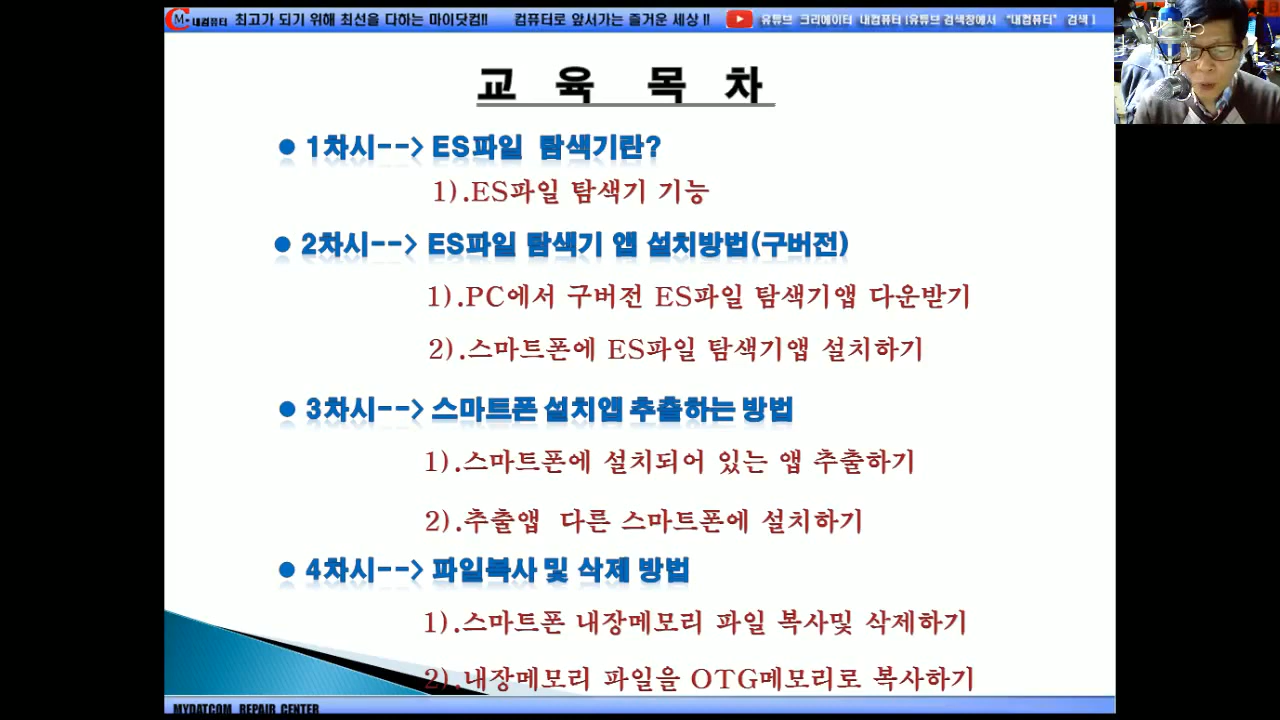 C M- 내컴퓨터 최고가 되기 위해 최선을 다하는 마이닷컴!! 컴퓨터로 앞서가는 즐거운 세상 !! 유튜브 크리에이터 내컴퓨터 [유튜브 검색창에서 "내컴퓨터" 검색 ]
교 육 목 차
● 1차시--> ES파일 탐색기란?
1).ES파일 탐색기 기능
● 2차시--> ES파일 탐색기 앱 설치방법(구버전)
1).PC에서 구버전 ES파일 탐색기앱 다운받기
2).스마트폰에 ES파일 탐색기앱 설치하기
● 3차시--> 스마트폰 설치앱 추출하는 방법
1).스마트폰에 설치되어 있는 앱 추출하기
2).추출앱 다른 스마트폰에 설치하기
● 4차시--> 파일복사 및 삭제 방법
1).스마트폰 내장메모리 파일 복사및 삭제하기
2).내장메모리 파일을 OTG메모리로 복사하기
MYDATCOM REPAIR CENTER